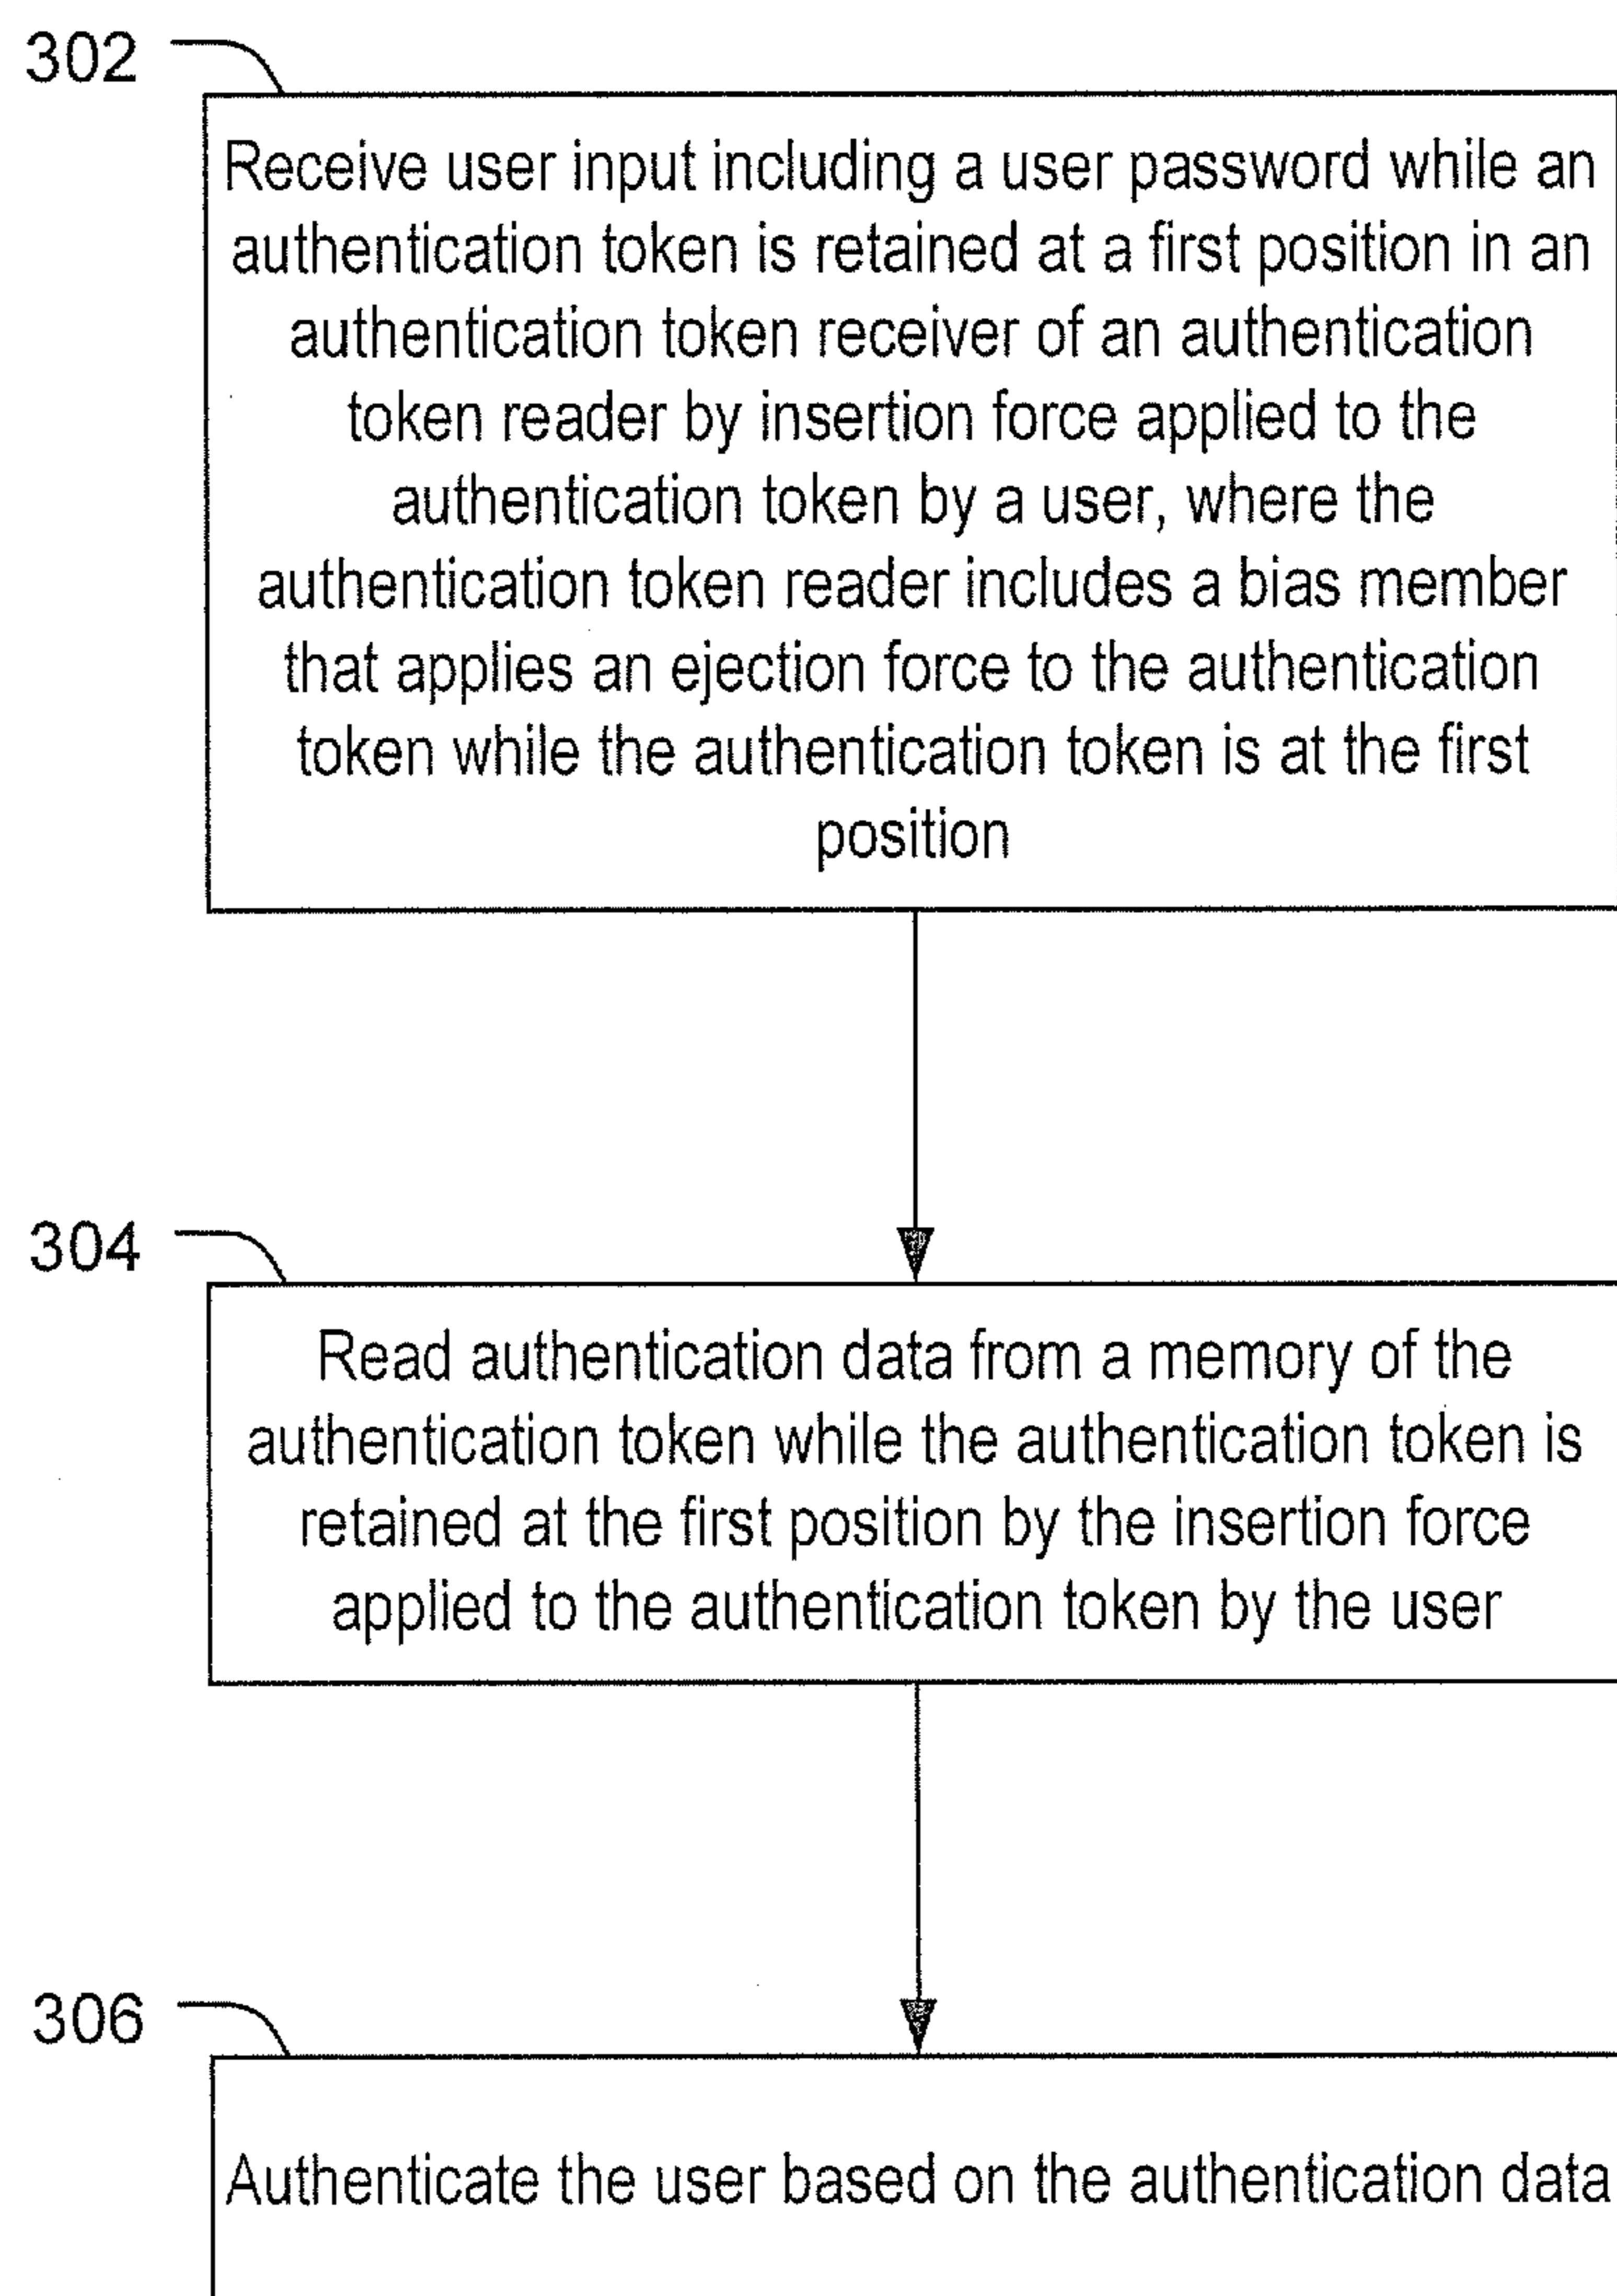 302
Receive user input including a user password while an
authentication token is retained at a first position in an
authentication token receiver of an authentication
token reader by insertion force applied to the
authentication token by a user, where the
authentication token reader includes a bias member
that applies an ejection force to the authentication
token while the authentication token is at the first
position
304
Read authentication data from a memory of the
authentication token while the authentication token is
retained at the first position by the insertion force
applied to the authentication token by the user
306
Authenticate the user based on the authentication data